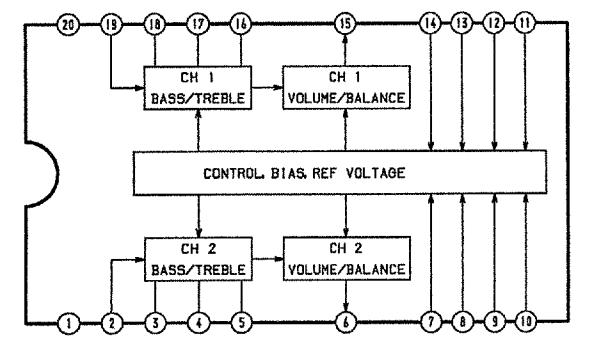 20 19 18 17 16 15 14 13 12 11
CH 1
BASS/TREBLE
CH 1
VOLUME/BALANCE
CONTROL, BIAS, REF VOLTAGE
CH 2
BASS/TREBLE
CH 2
VOLUME/BALANCE
1 2 3 4 5 6 7 8 9 10